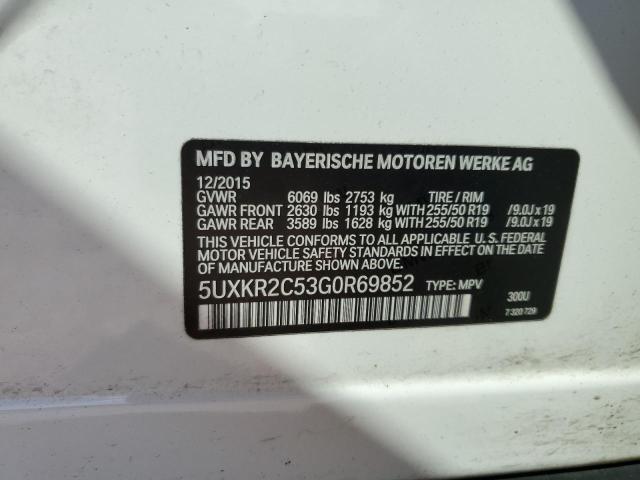 MFD BY BAYERISCHE MOTOREN WERKE AG
12/2015
GVWR 6069 lbs 2753 kg TIRE / RIM
GAWR FRONT 2630 lbs 1193 kg WITH 255/50 R19 /9.0J x 19
GAWR REAR 3589 lbs 1628 kg WITH 255/50 R19 /9.0J x 19
THIS VEHICLE CONFORMS TO ALL APPLICABLE U.S. FEDERAL
MOTOR VEHICLE SAFETY STANDARDS IN EFFECT ON THE DATE
OF MANUFACTURE SHOWN ABOVE.
5UXKR2C53G0R69852 TYPE: MPV
300U
7 320 729